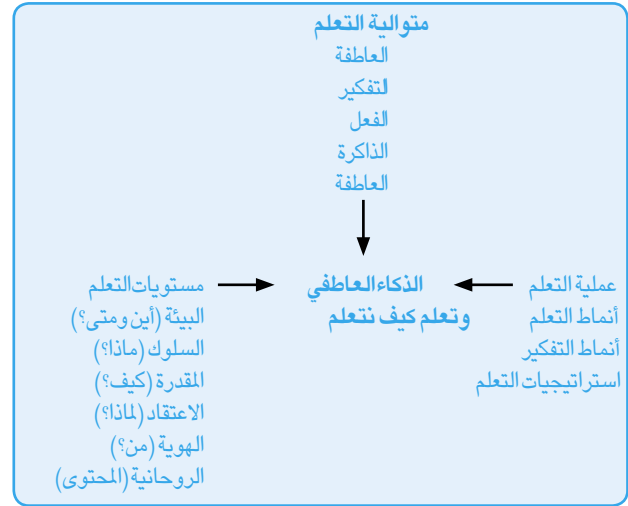 متوالية التعلم
العاطفة
التفكير
الفعل
الذاكرة
العاطفة
عملية التعلم
أنماط التعلم
أنماط التفكير
استراتيجيات التعلم
الذكاء العاطفي
وتعلم كيف نتعلم
مستويات التعلم
البيئة (أين ومتى؟)
السلوك (ماذا؟)
المقدرة (كيف؟)
الاعتقاد (لماذا؟)
الهوية (من؟)
الروحانية (المحتوى)